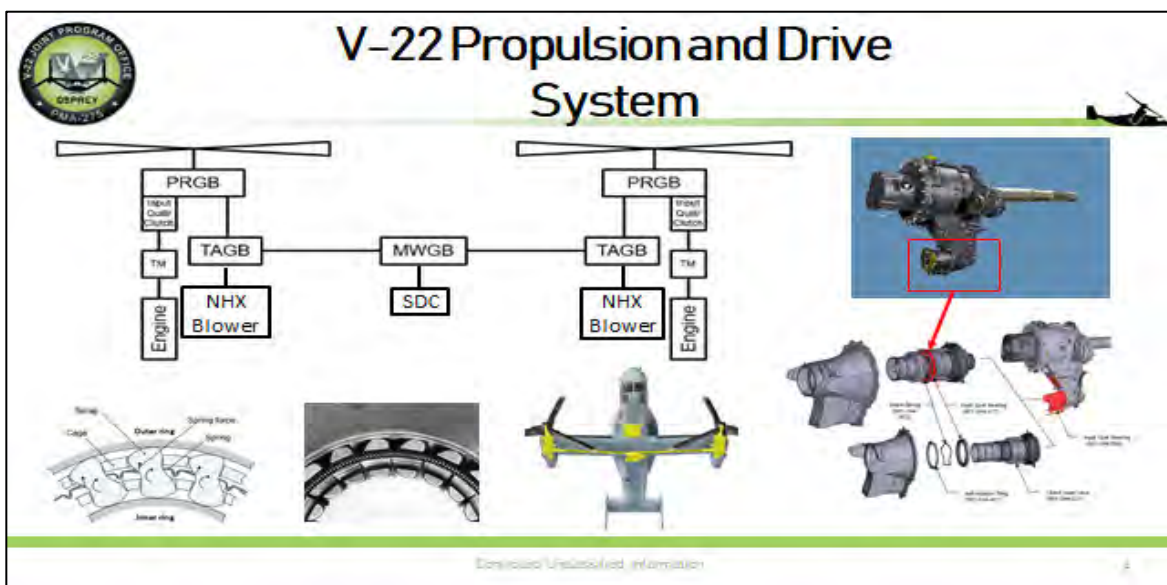 V-22 Propulsion and Drive
System
V-22 JOINT PROGRAM OFFICE
OSPREY
PMA-275
PRGB
PRGB
Input
Quill/
Clutch
Input
Quill/
Clutch
TAGB
MWGB
TAGB
TM
TM
NHX
Blower
SDC
NHX
Blower
Engine
Engine
Sprag
Cage
Outer ring
Spring force
Spring
Inner ring
Controlled Unclassified Information